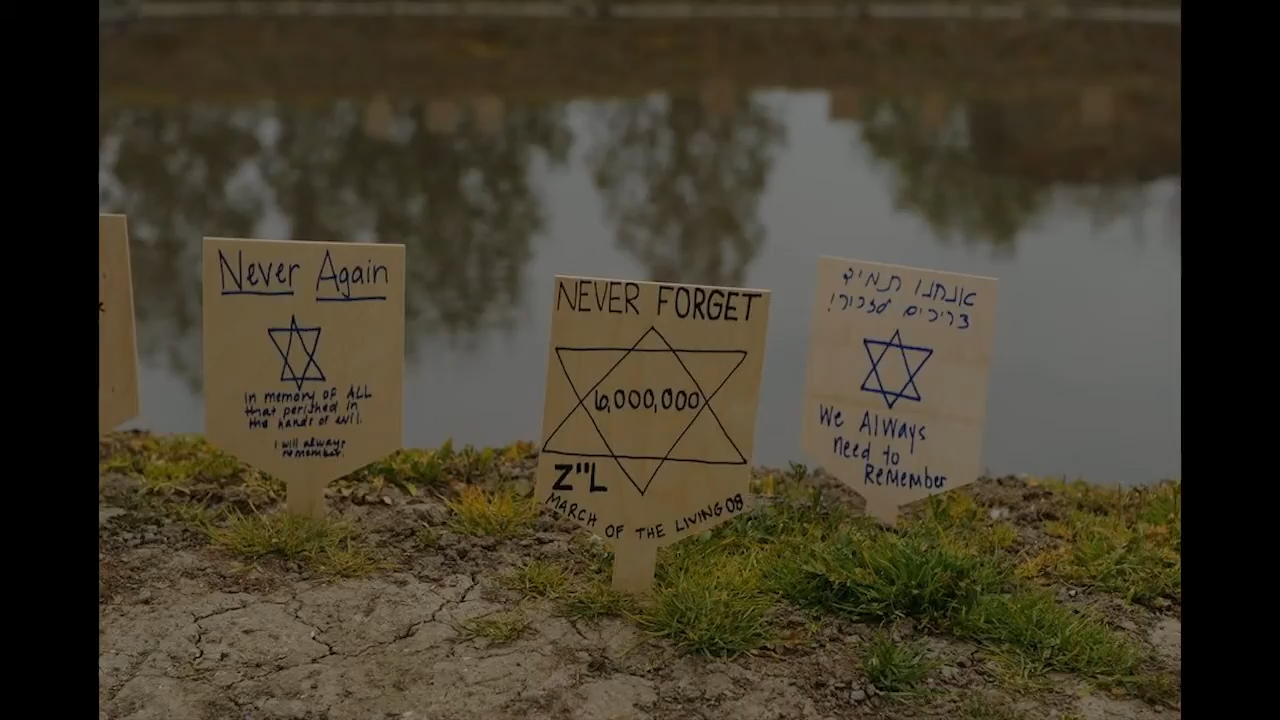 Never Again
In memory of ALL
that perished in
the hands of evil.
I will always
remember.
NEVER FORGET
6,000,000
Z"L
MARCH OF THE LIVING 08
אנחנו תמיד
צריכים לזכור!
We AlWAys
need to
ReMember